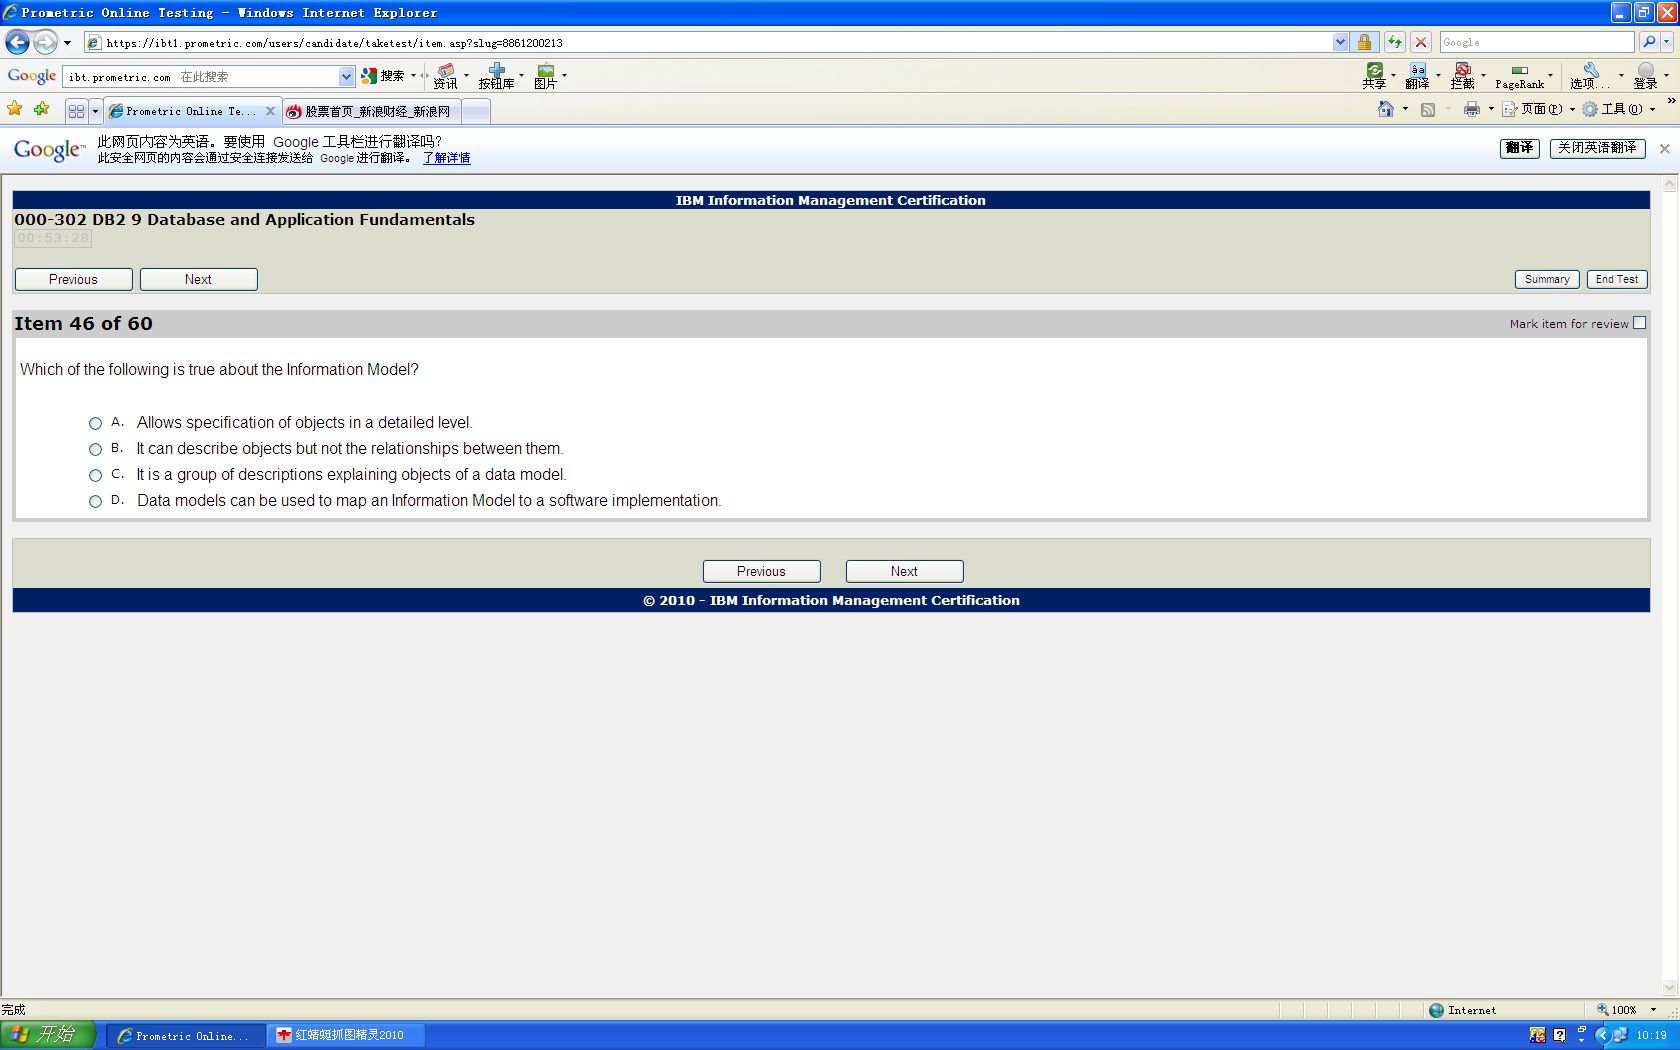 Prometric Online Testing - Windows Internet Explorer
https://ibt1.prometric.com/users/candidate/taketest/item.asp?slug=8861200213
Google
Google ibt.prometric.com 在此搜索 搜索 资讯 按钮库 图片 共享 翻译 拦截 PageRank 选项... 登录
Prometric Online Te... 股票首页_新浪财经_新浪网 页面(P) 工具(O) »
Google™ 此网页内容为英语。要使用 Google 工具栏进行翻译吗?
此安全网页的内容会通过安全连接发送给 Google 进行翻译。 了解详情
翻译 关闭英语翻译
IBM Information Management Certification
000-302 DB2 9 Database and Application Fundamentals
00:53:28
Previous Next Summary End Test
Item 46 of 60 Mark item for review
Which of the following is true about the Information Model?
A. Allows specification of objects in a detailed level.
B. It can describe objects but not the relationships between them.
C. It is a group of descriptions explaining objects of a data model.
D. Data models can be used to map an Information Model to a software implementation.
Previous Next
© 2010 - IBM Information Management Certification
完成 Internet 100%
开始 Prometric Online... 红蜻蜓抓图精灵2010 10:19